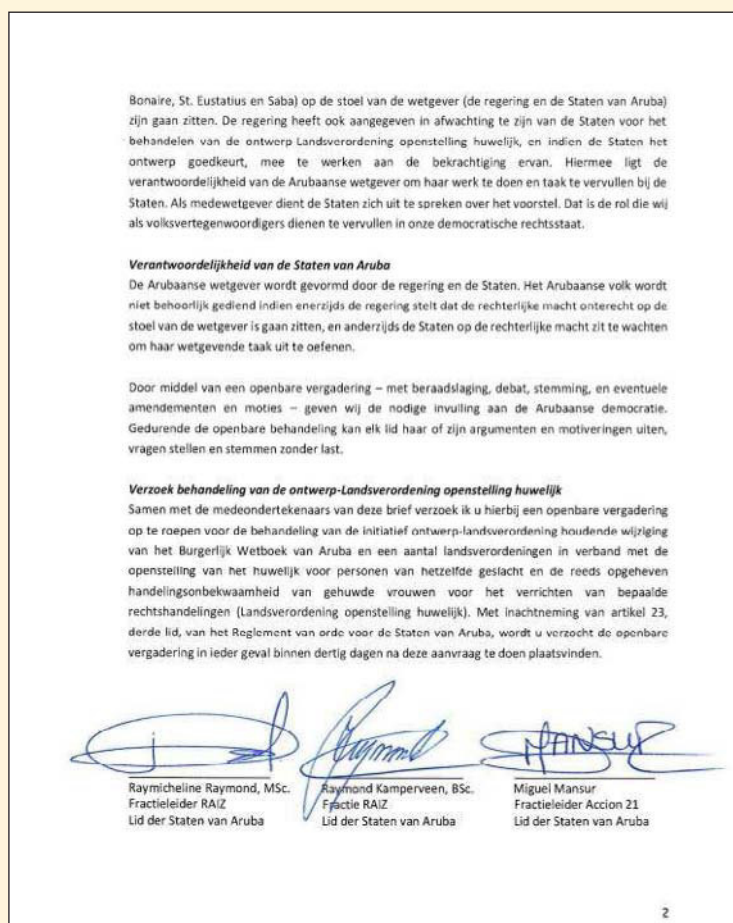 Bonaire, St. Eustatius en Saba) op de stoel van de wetgever (de regering en de Staten van Aruba)
zijn gaan zitten. De regering heeft ook aangegeven in afwachting te zijn van de Staten voor het
behandelen van de ontwerp Landsverordening openstelling huwelijk, en indien de Staten het
ontwerp goedkeurt, mee te werken aan de bekrachtiging ervan. Hiermee ligt de
verantwoordelijkheid van de Arubaanse wetgever om haar werk te doen en taak te vervullen bij de
Staten. Als medewetgever dient de Staten zich uit te spreken over het voorstel. Dat is de rol die wij
als volksvertegenwoordigers dienen te vervullen in onze democratische rechtsstaat.
Verantwoordelijkheid van de Staten van Aruba
De Arubaanse wetgever wordt gevormd door de regering en de Staten. Het Arubaanse volk wordt
niet behoorlijk gediend indien enerzijds de regering stelt dat de rechterlijke macht onterecht op de
stoel van de wetgever is gaan zitten, en anderzijds de Staten op de rechterlijke macht zit te wachten
om haar wetgevende taak uit te oefenen.
Door middel van een openbare vergadering – met beraadslaging, debat, stemming, en eventuele
amendementen en moties – geven wij de nodige invulling aan de Arubaanse democratie.
Gedurende de openbare behandeling kan elk lid haar of zijn argumenten en motiveringen uiten,
vragen stellen en stemmen zonder last.
Verzoek behandeling van de ontwerp-Landsverordening openstelling huwelijk
Samen met de medeondertekenaars van deze brief verzoek ik u hierbij een openbare vergadering
op te roepen voor de behandeling van de initiatief ontwerp-landsverordening houdende wijziging
van het Burgerlijk Wetboek van Aruba en een aantal landsverordeningen in verband met de
openstelling van het huwelijk voor personen van hetzelfde geslacht en de reeds opgeheven
handelingsonbekwaamheid van gehuwde vrouwen voor het verrichten van bepaalde
rechtshandelingen (Landsverordening openstelling huwelijk). Met inachtneming van artikel 23,
derde lid, van het Reglement van orde voor de Staten van Aruba, wordt u verzocht de openbare
vergadering in ieder geval binnen dertig dagen na deze aanvraag te doen plaatsvinden.
Raymond MANSUR
Raymicheline Raymond, MSc. Raymond Kamperveen, BSc. Miguel Mansur
Fractieleider RAIZ Fractie RAIZ Fractieleider Accion 21
Lid der Staten van Aruba Lid der Staten van Aruba Lid der Staten van Aruba
2